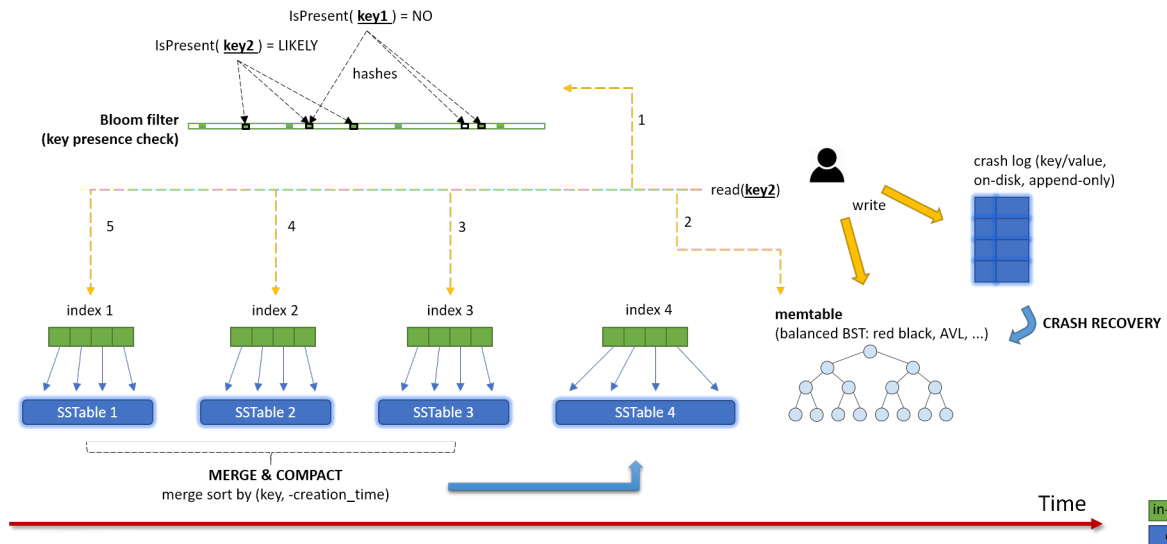 IsPresent( key1 ) = NO
IsPresent( key2 ) = LIKELY
hashes
Bloom filter
(key presence check)
1
read(key2)
write
crash log (key/value,
on-disk, append-only)
5
4
3
2
index 1
index 2
index 3
index 4
memtable
(balanced BST: red black, AVL, ...)
CRASH RECOVERY
SSTable 1
SSTable 2
SSTable 3
SSTable 4
MERGE & COMPACT
merge sort by (key, -creation_time)
Time
in-